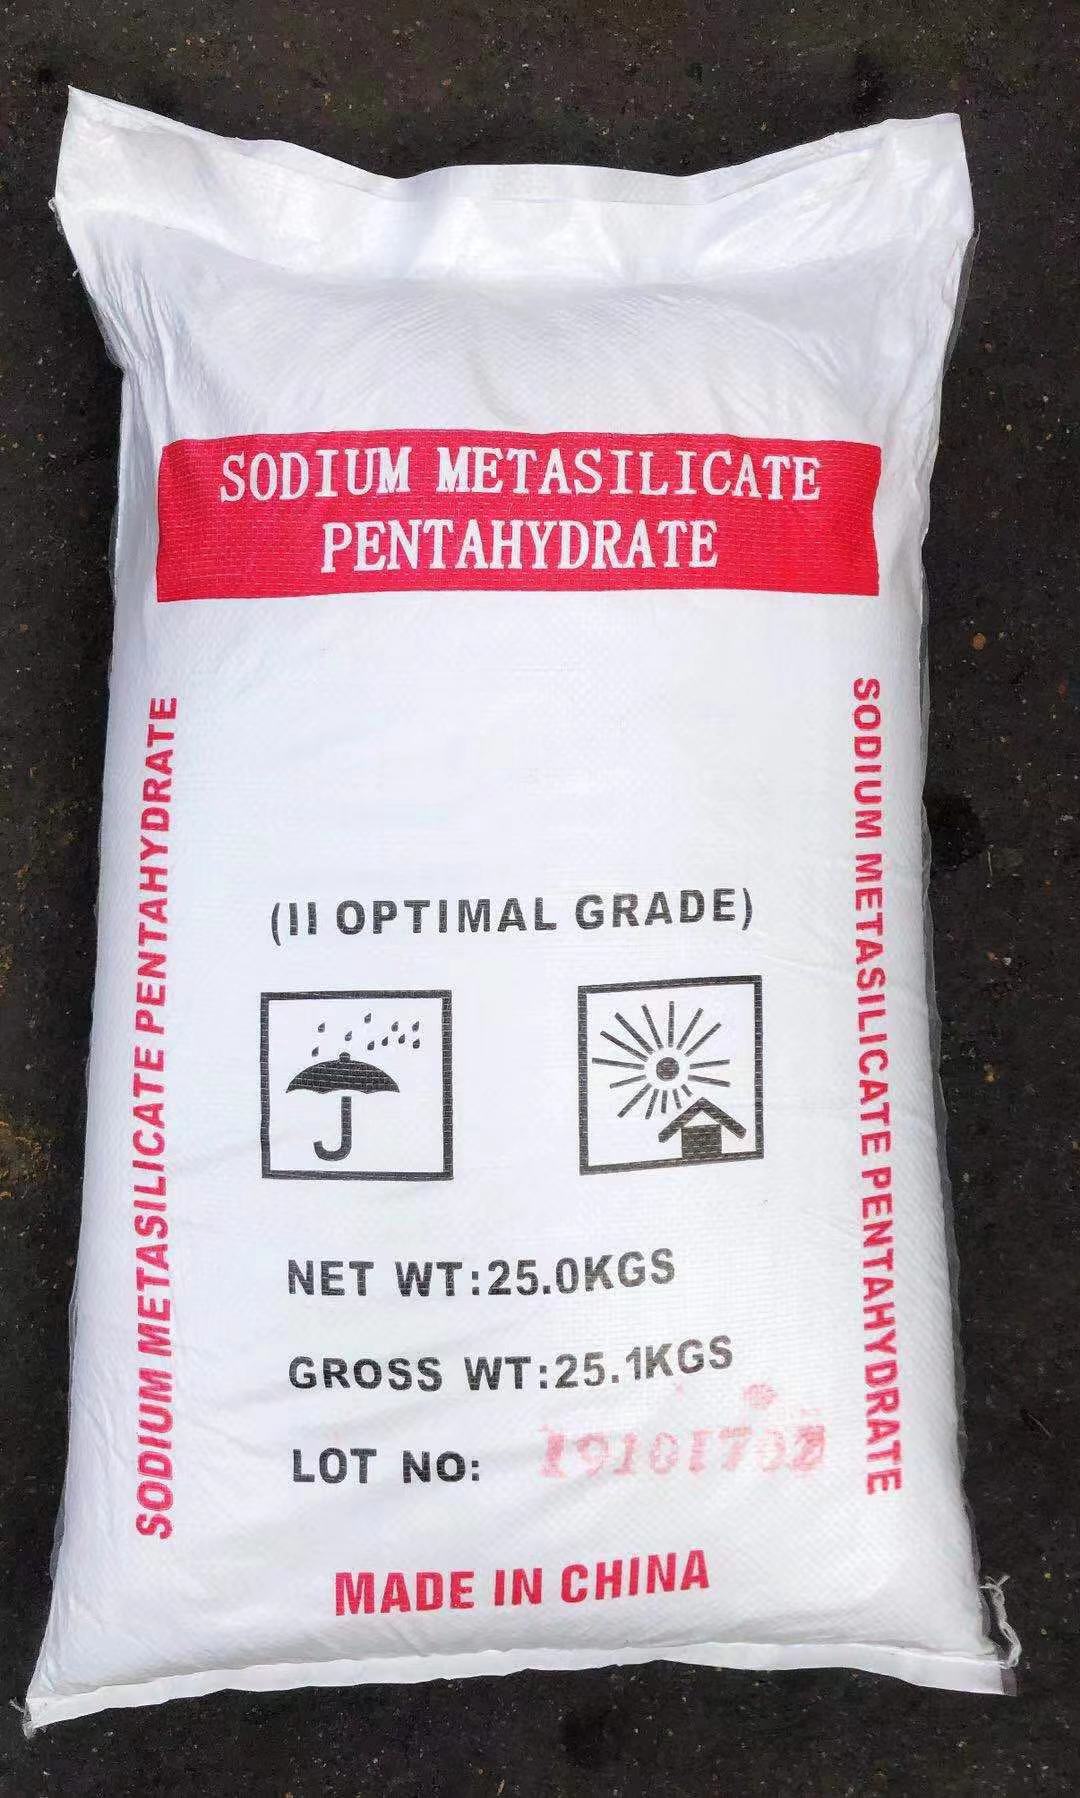 SODIUM METASILICATE
PENTAHYDRATE
SODIUM METASILICATE PENTAHYDRATE
SODIUM METASILICATE PENTAHYDRATE
(II OPTIMAL GRADE)
NET WT:25.0KGS
GROSS WT:25.1KGS
LOT NO:
MADE IN CHINA